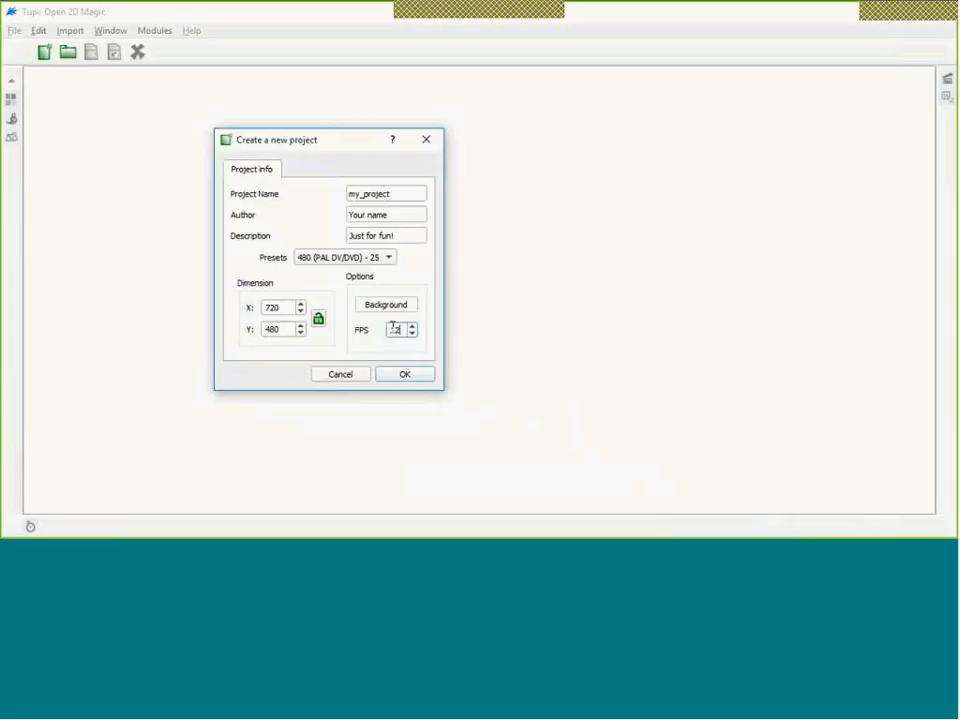 Tupi: Open 2D Magic
File Edit Import Window Modules Help
Create a new project ?
Project info
Project Name my_project
Author Your name
Description Just for fun!
Presets 480 (PAL DV/DVD) - 25
Dimension Options
X: 720 Background
Y: 480 FPS
Cancel OK